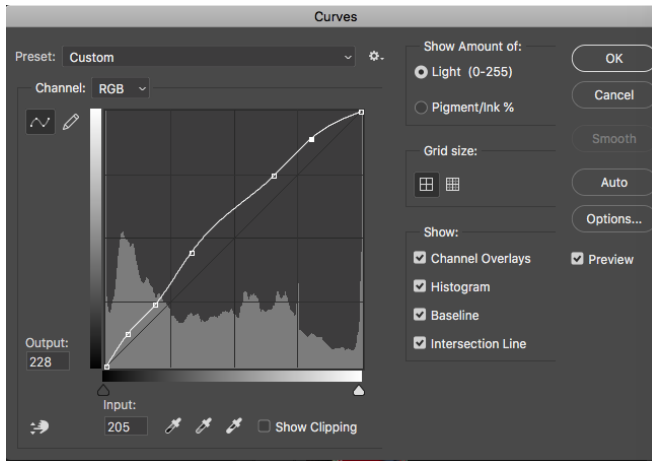 Curves
Preset: Custom
Channel: RGB
Output:
228
Input:
205
Show Clipping
Show Amount of:
Light (0-255)
Pigment/Ink %
Grid size:
Show:
Channel Overlays
Histogram
Baseline
Intersection Line
OK
Cancel
Smooth
Auto
Options...
Preview